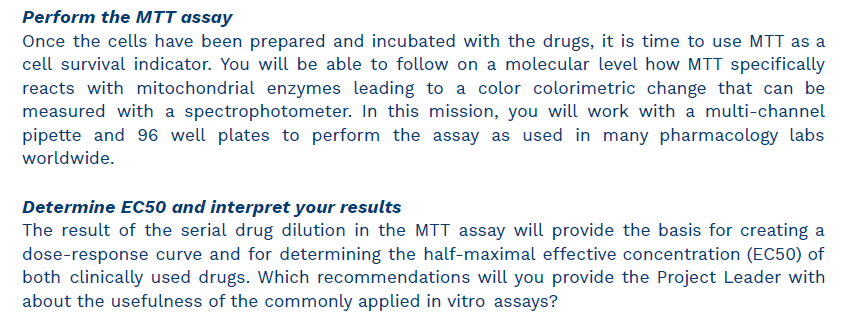 Perform the MTT assay
Once the cells have been prepared and incubated with the drugs, it is time to use MTT as a
cell survival indicator. You will be able to follow on a molecular level how MTT specifically
reacts with mitochondrial enzymes leading to a color colorimetric change that can be
measured with a spectrophotometer. In this mission, you will work with a multi-channel
pipette and 96 well plates to perform the assay as used in many pharmacology labs
worldwide.
Determine EC50 and interpret your results
The result of the serial drug dilution in the MTT assay will provide the basis for creating a
dose-response curve and for determining the half-maximal effective concentration (EC50) of
both clinically used drugs. Which recommendations will you provide the Project Leader with
about the usefulness of the commonly applied in vitro assays?